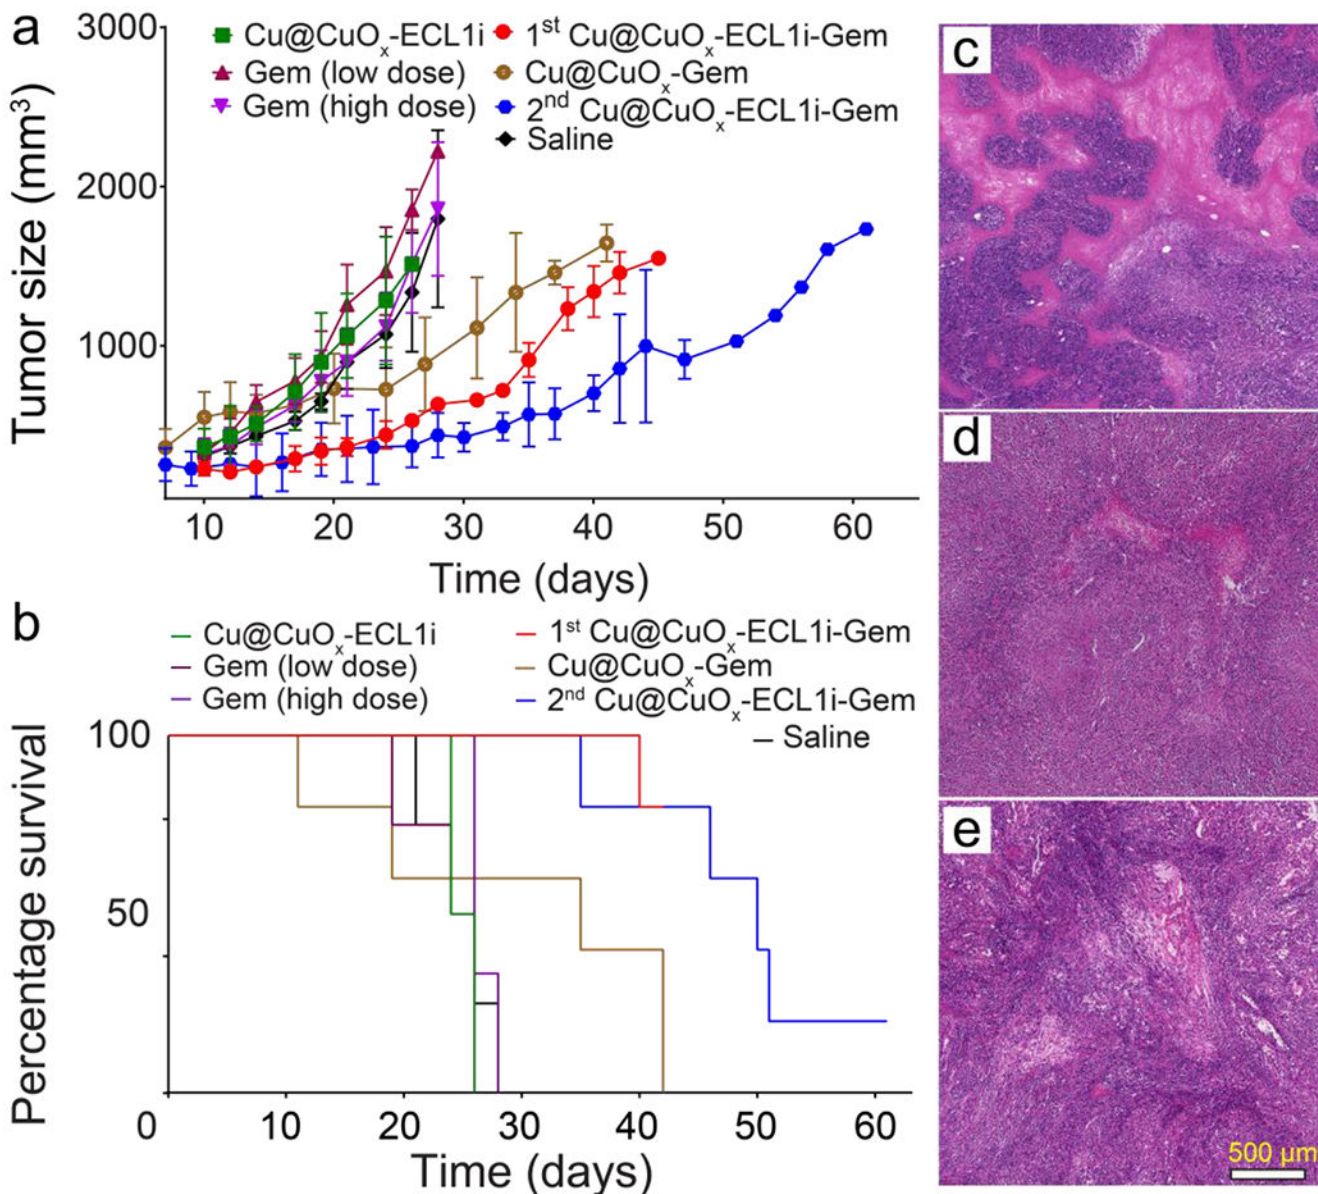 a
3000
2000
1000
Tumor size (mm³)
Cu@CuOₓ-ECL1i
Gem (low dose)
Gem (high dose)
1ˢᵗ Cu@CuOₓ-ECL1i-Gem
Cu@CuOₓ-Gem
2ⁿᵈ Cu@CuOₓ-ECL1i-Gem
Saline
10 20 30 40 50 60
Time (days)
b
Cu@CuOₓ-ECL1i
Gem (low dose)
Gem (high dose)
1ˢᵗ Cu@CuOₓ-ECL1i-Gem
Cu@CuOₓ-Gem
2ⁿᵈ Cu@CuOₓ-ECL1i-Gem
Saline
Percentage survival
100
50
0 10 20 30 40 50 60
Time (days)
c
d
e
500 µm